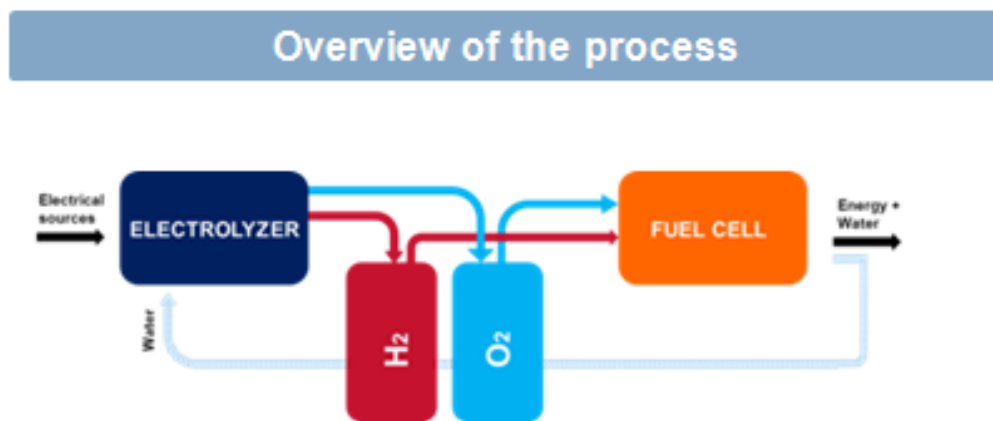 Overview of the process
Electrical
sources
ELECTROLYZER
FUEL CELL
Energy +
Water
Water
H2
O2